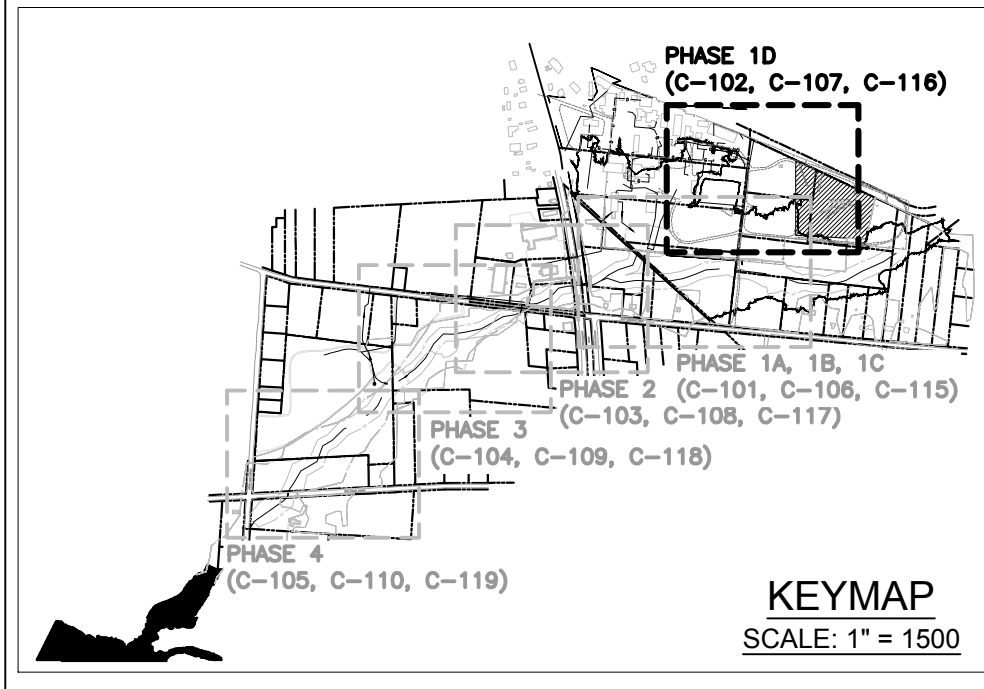 PHASE 1D
(C-102, C-107, C-116)
PHASE 1A, 1B, 1C
(C-101, C-106, C-115)
PHASE 2
(C-103, C-108, C-117)
PHASE 3
(C-104, C-109, C-118)
PHASE 4
(C-105, C-110, C-119)
KEYMAP
SCALE: 1" = 1500